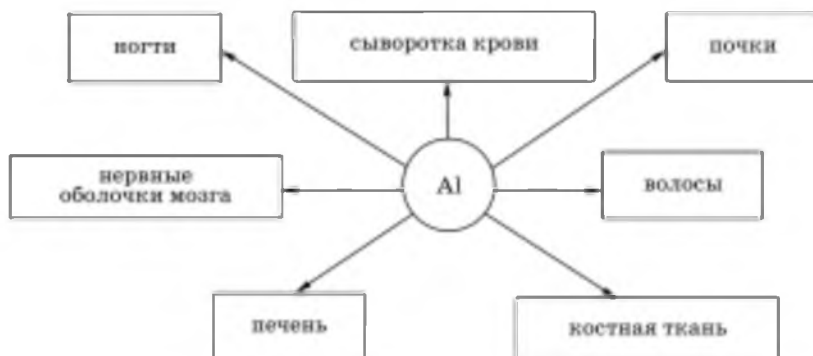 ногти
сыворотка крови
почки
нервные
оболочки мозга
Al
волосы
печень
костная ткань